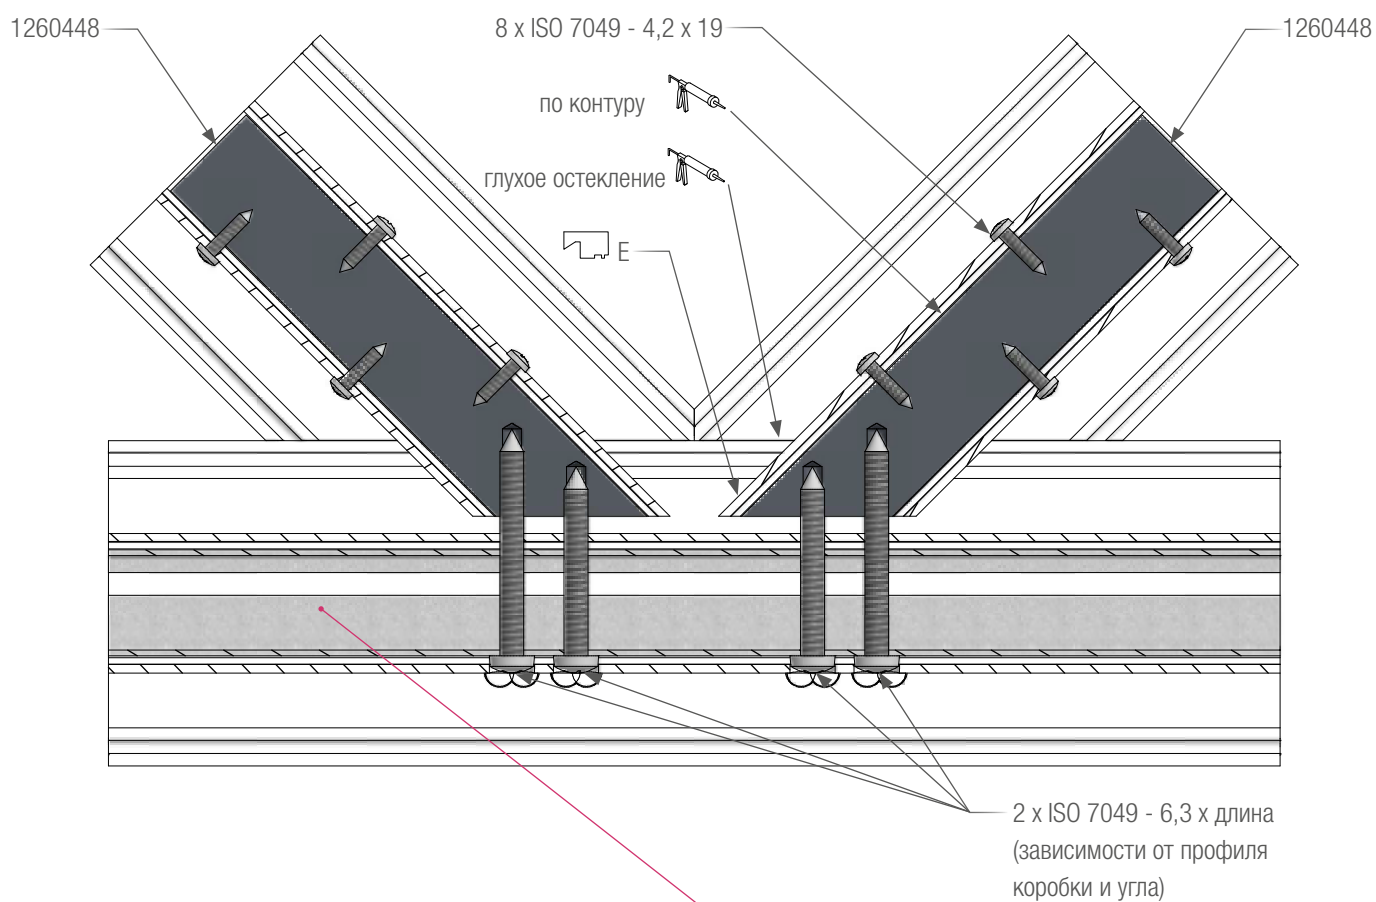 1260448
8 x ISO 7049 - 4,2 x 19
1260448
по контуру
глухое остекление
E
2 x ISO 7049 - 6,3 x длина
(зависимости от профиля
коробки и угла)